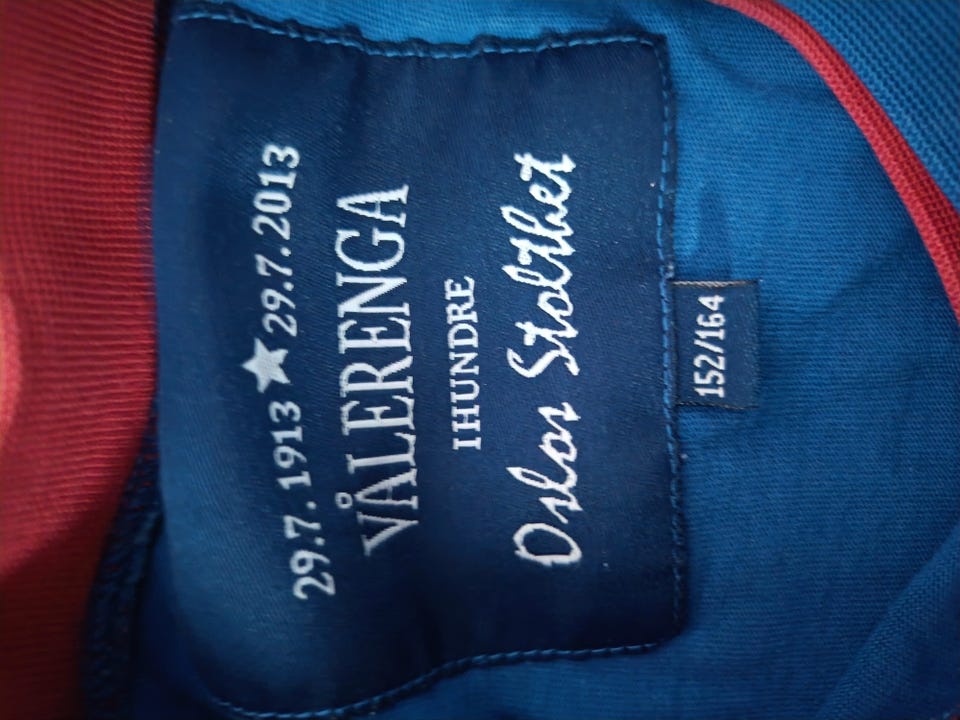 29.7.1913 ★ 29.7.2013
VÅLERENGA
IHUNDRE
Oslos Stolthet
152/164